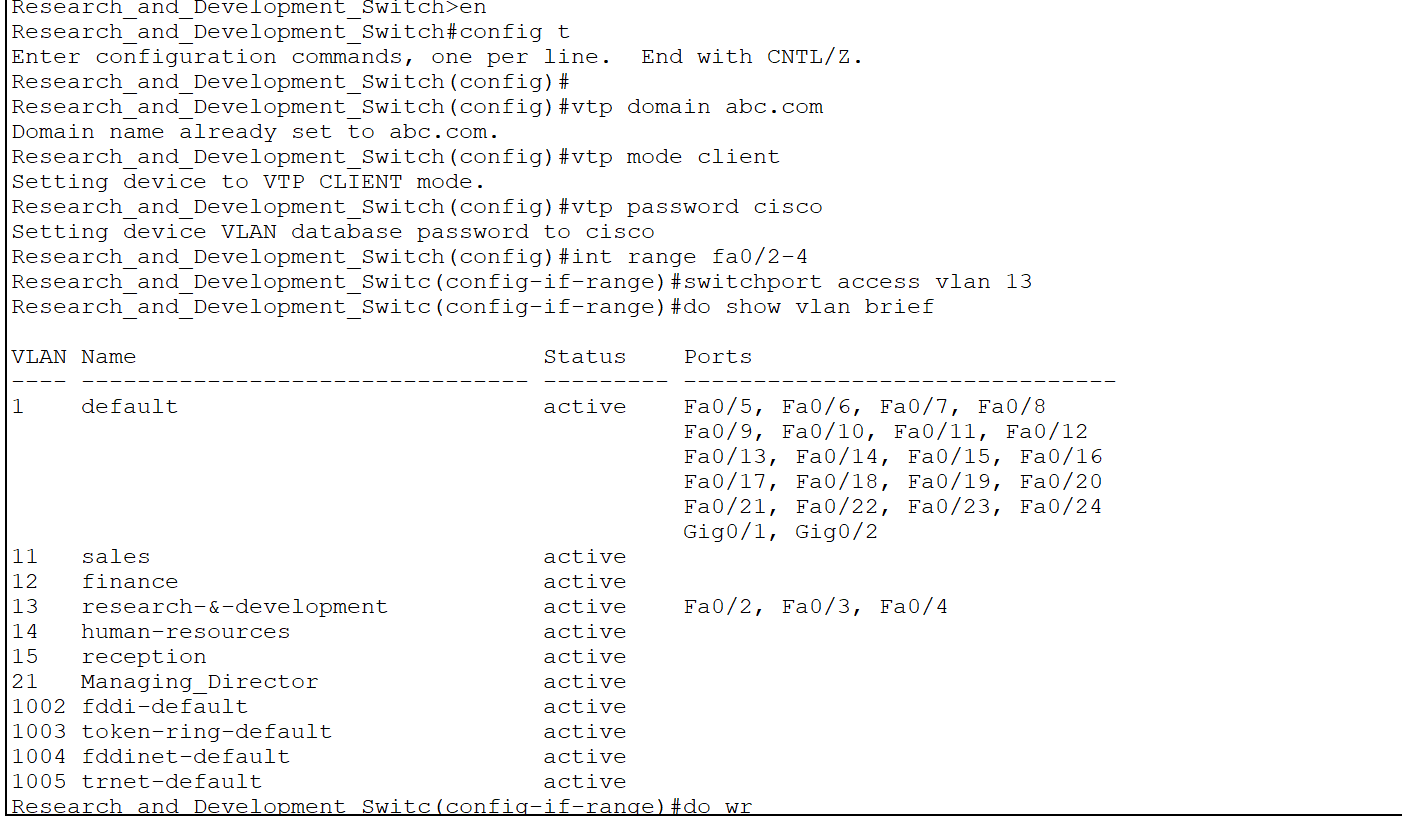 Research_and_Development_Switch>en
Research_and_Development_Switch#config t
Enter configuration commands, one per line.  End with CNTL/Z.
Research_and_Development_Switch(config)#
Research_and_Development_Switch(config)#vtp domain abc.com
Domain name already set to abc.com.
Research_and_Development_Switch(config)#vtp mode client
Setting device to VTP CLIENT mode.
Research_and_Development_Switch(config)#vtp password cisco
Setting device VLAN database password to cisco
Research_and_Development_Switch(config)#int range fa0/2-4
Research_and_Development_Switc(config-if-range)#switchport access vlan 13
Research_and_Development_Switc(config-if-range)#do show vlan brief

VLAN Name                             Status    Ports
---- -------------------------------- --------- -------------------------------
1    default                          active    Fa0/5, Fa0/6, Fa0/7, Fa0/8
                                                Fa0/9, Fa0/10, Fa0/11, Fa0/12
                                                Fa0/13, Fa0/14, Fa0/15, Fa0/16
                                                Fa0/17, Fa0/18, Fa0/19, Fa0/20
                                                Fa0/21, Fa0/22, Fa0/23, Fa0/24
                                                Gig0/1, Gig0/2
11   sales                            active
12   finance                          active
13   research-&-development           active    Fa0/2, Fa0/3, Fa0/4
14   human-resources                  active
15   reception                        active
21   Managing_Director                active
1002 fddi-default                     active
1003 token-ring-default               active
1004 fddinet-default                  active
1005 trnet-default                    active
Research_and_Development_Switc(config-if-range)#do wr